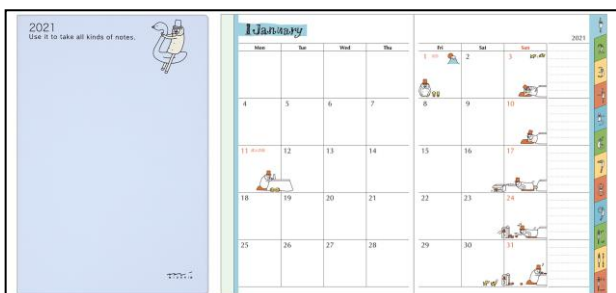 2021
Use it to take all kinds of notes.
1 January
2021
Mon Tue Wed Thu Fri Sat Sun
1 2 3
4 5 6 7 8 9 10
11 12 13 14 15 16 17
18 19 20 21 22 23 24
25 26 27 28 29 30 31